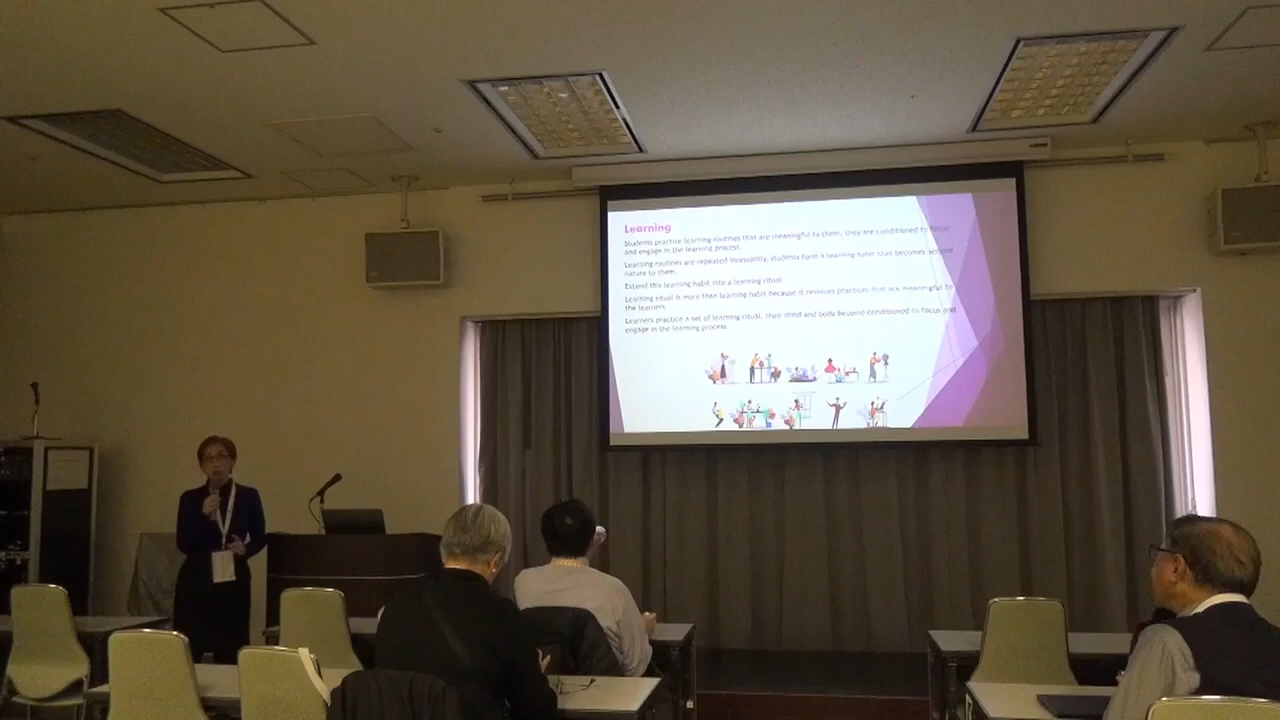 Learning
Students practice learning routines that are meaningful to them, they are conditioned to focus
and engage in the learning process.
Learning routines are repeated incessantly, students form a learning habit that becomes second
nature to them.
Extend this learning habit into a learning ritual
Learning ritual is more than learning habit because it revolves practices that are meaningful to
the learners
Learners practice a set of learning ritual, their mind and body become conditioned to focus and
engage in the learning process.